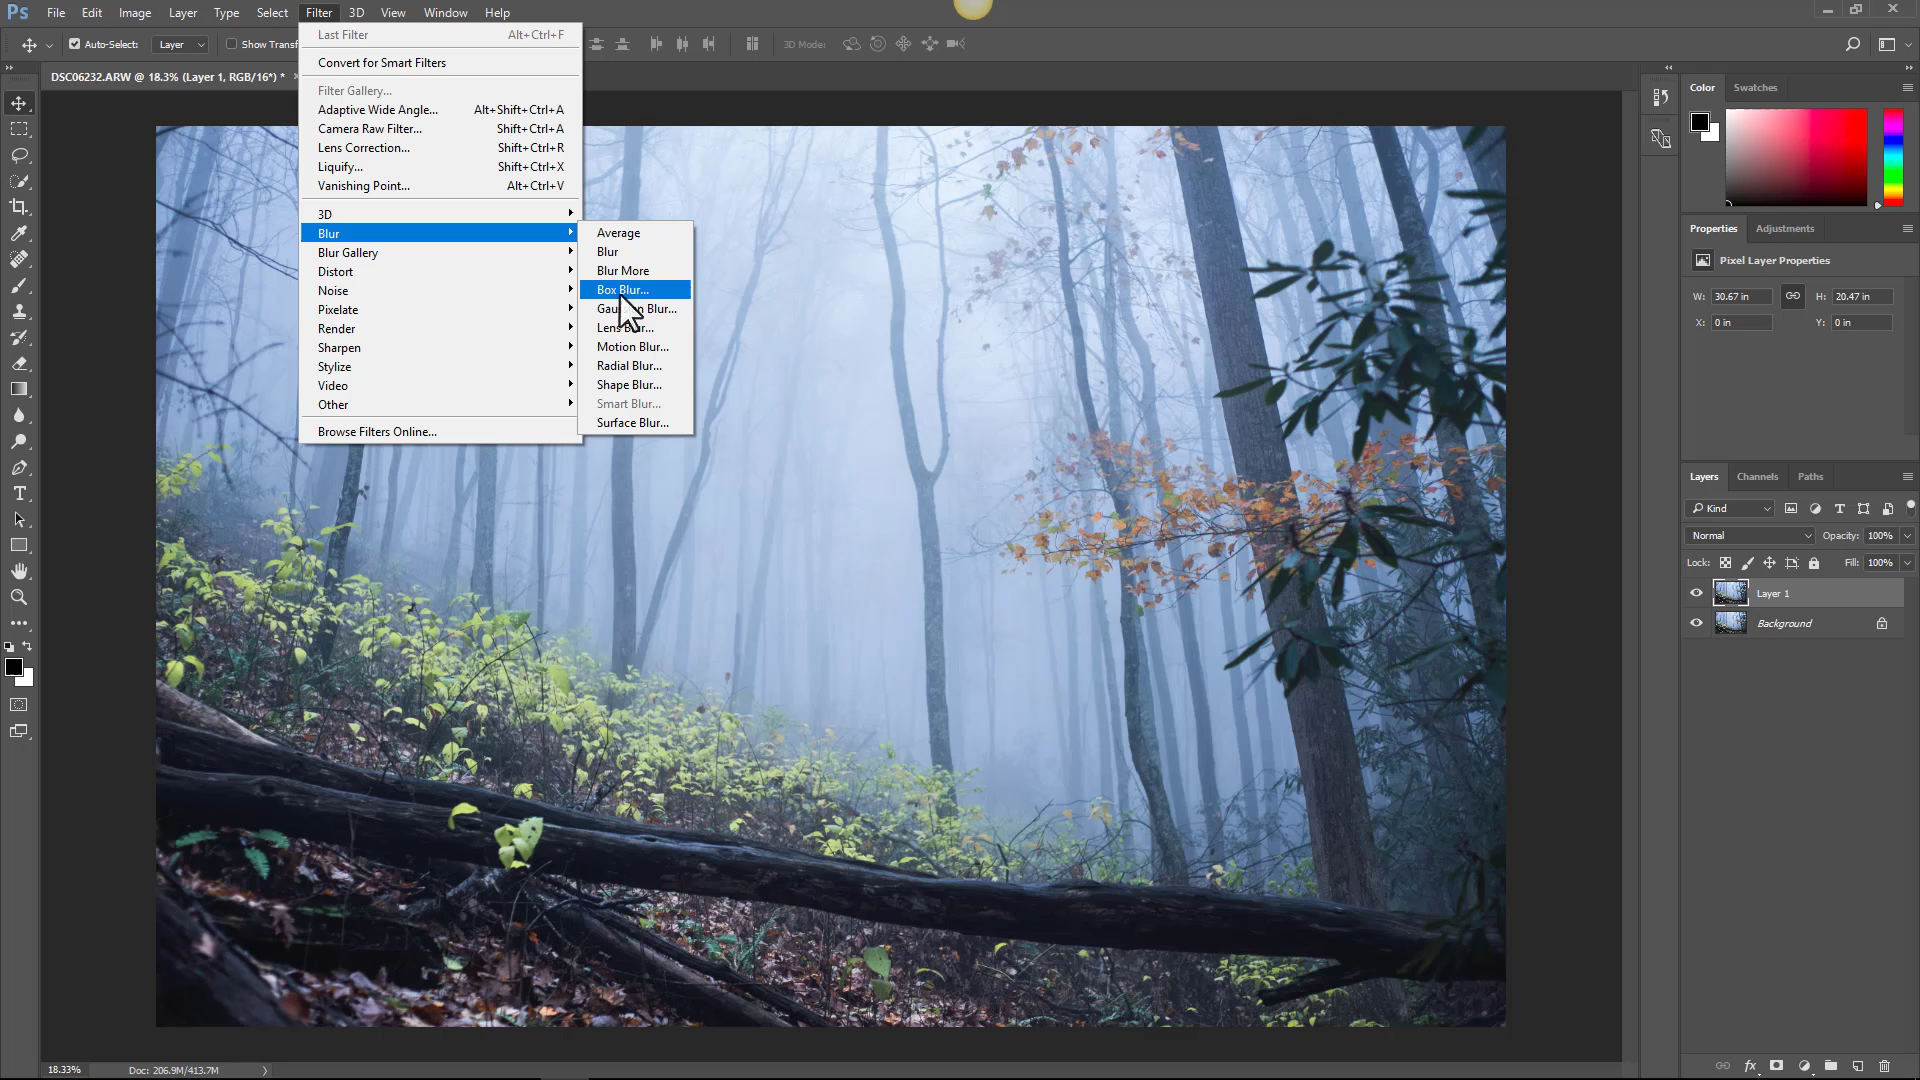 Ps File Edit Image Layer Type Select Filter 3D View Window Help
Auto-Select: Layer Show Transf 3D Mode:
DSC06232.ARW @ 18.3% (Layer 1, RGB/16*) *
Last Filter Alt+Ctrl+F
Convert for Smart Filters
Filter Gallery...
Adaptive Wide Angle... Alt+Shift+Ctrl+A
Camera Raw Filter... Shift+Ctrl+A
Lens Correction... Shift+Ctrl+R
Liquify... Shift+Ctrl+X
Vanishing Point... Alt+Ctrl+V
3D
Blur
Blur Gallery
Distort
Noise
Pixelate
Render
Sharpen
Stylize
Video
Other
Browse Filters Online...
Average
Blur
Blur More
Box Blur...
Blur...
Lens
Motion Blur...
Radial Blur...
Shape Blur...
Smart Blur...
Surface Blur...
Color Swatches
Properties Adjustments
Pixel Layer Properties
W: 30.67 in H: 20.47 in
X: 0 in Y: 0 in
Layers Channels Paths
Kind
Normal Opacity: 100%
Lock: Fill: 100%
Layer 1
Background
fx
18.33% Doc: 206.9M/413.7M